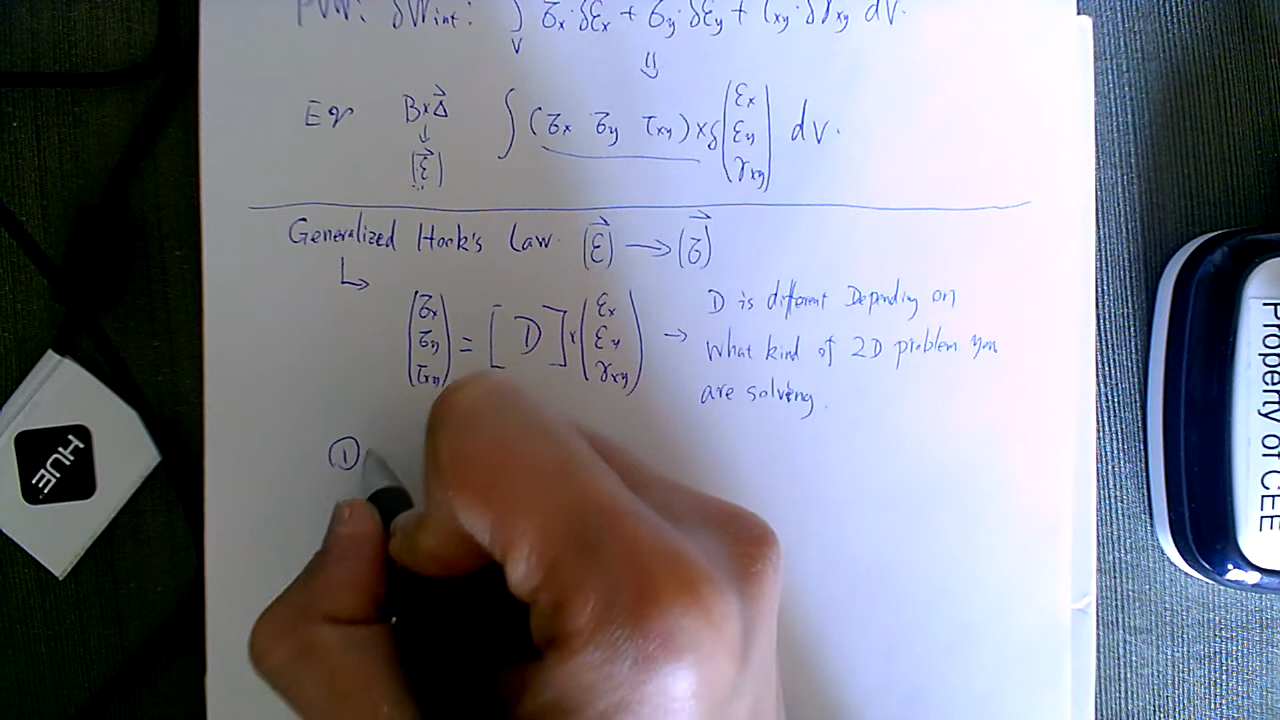 PVW: δW int: ∫V σx·δεx + σy·δεy + τxy·δγxy dV.
⇓
Eq B×Δ⃗ ↓ (ε⃗) ∫ (σx σy τxy) × δ (εx εy γxy) dv.
Generalized Hook's Law. (ε⃗) → (σ⃗)
↳ (σx σy τxy) = [ D ] × (εx εy γxy) → D is different Depending on
what kind of 2D problem you
are solving.
①
HUE
Property of CEE